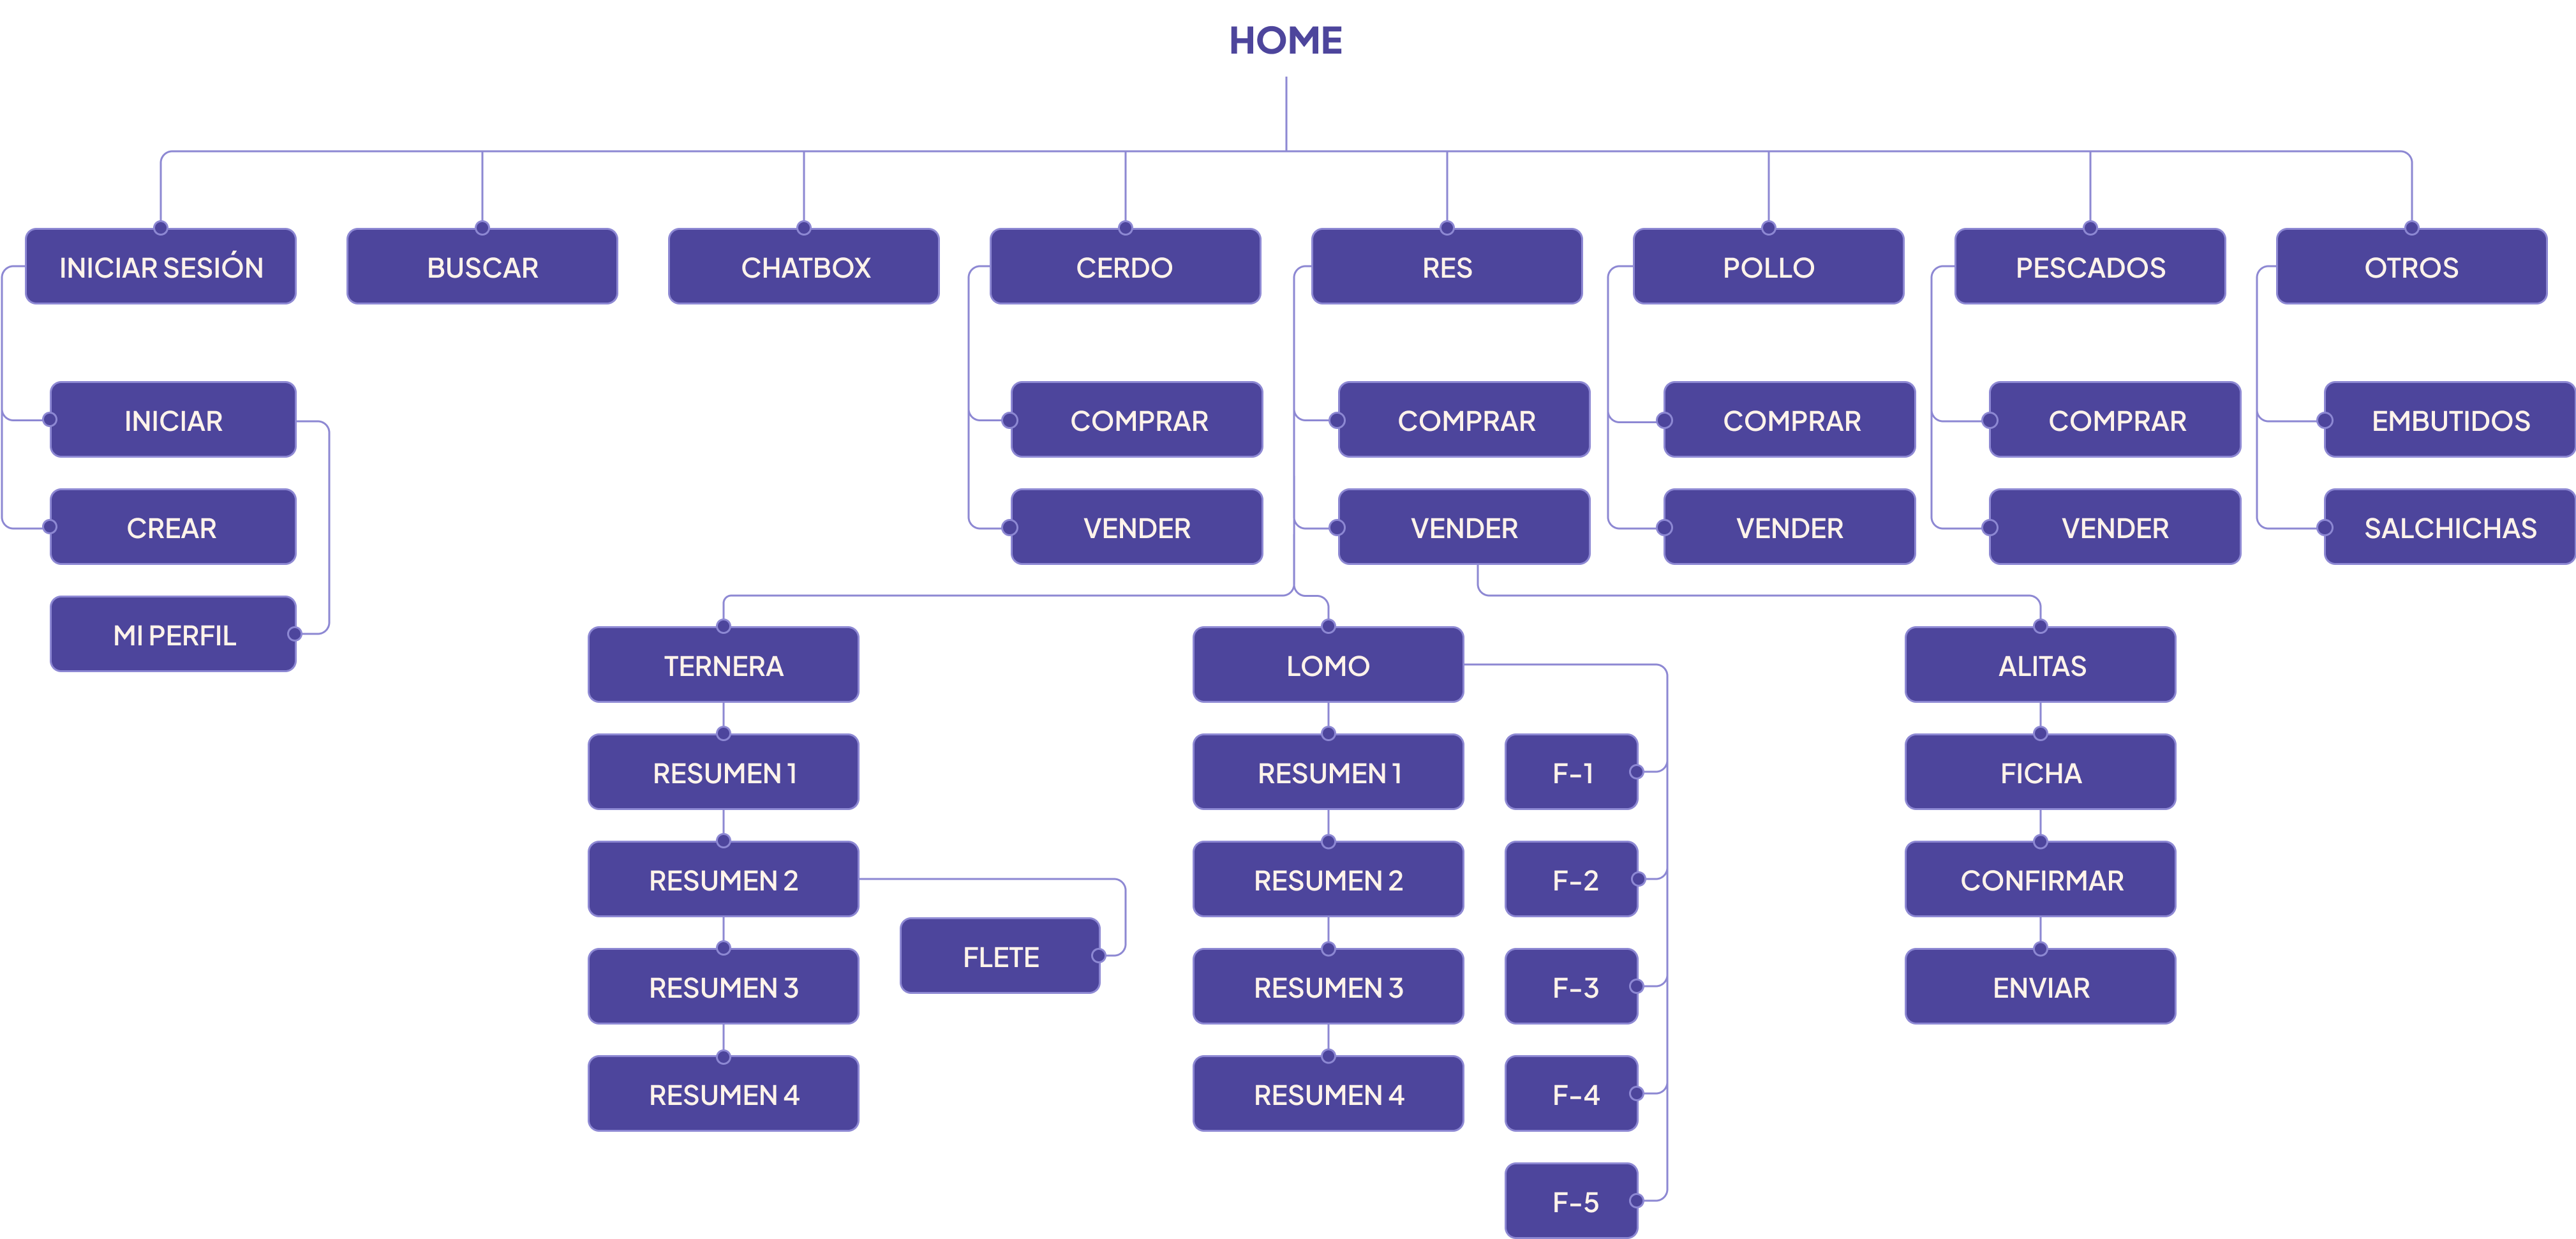 HOME
INICIAR SESIÓN
BUSCAR
CHATBOX
CERDO
RES
POLLO
PESCADOS
OTROS
INICIAR
COMPRAR
COMPRAR
COMPRAR
COMPRAR
EMBUTIDOS
CREAR
VENDER
VENDER
VENDER
VENDER
SALCHICHAS
MI PERFIL
TERNERA
LOMO
ALITAS
RESUMEN 1
RESUMEN 1
F-1
FICHA
RESUMEN 2
RESUMEN 2
F-2
CONFIRMAR
FLETE
RESUMEN 3
RESUMEN 3
F-3
ENVIAR
RESUMEN 4
RESUMEN 4
F-4
F-5